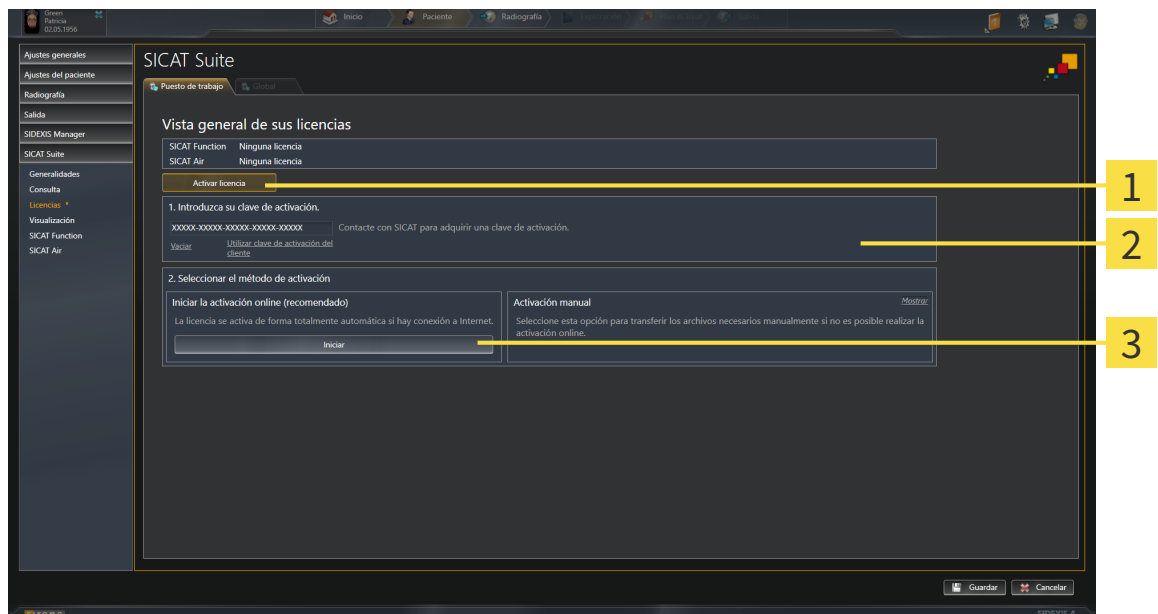 Green
Patricia
02.05.1956
Inicio
Paciente
Radiografía
Salida
Ajustes generales
Ajustes del paciente
Radiografía
Salida
SIDEXIS Manager
SICAT Suite
Generalidades
Consulta
Licencias *
Visualización
SICAT Function
SICAT Air
SICAT Suite
Puesto de trabajo
Global
Vista general de sus licencias
SICAT Function Ninguna licencia
SICAT Air Ninguna licencia
Activar licencia
1
1. Introduzca su clave de activación.
XXXXX-XXXXX-XXXXX-XXXXX-XXXXX Contacte con SICAT para adquirir una clave de activación.
Vaciar
Utilizar clave de activación del
cliente
2
2. Seleccionar el método de activación
Iniciar la activación online (recomendado)
La licencia se activa de forma totalmente automática si hay conexión a Internet.
Iniciar
Activación manual
Mostrar
Seleccione esta opción para transferir los archivos necesarios manualmente si no es posible realizar la
activación online.
3
Guardar
Cancelar
SIDEXIS 4